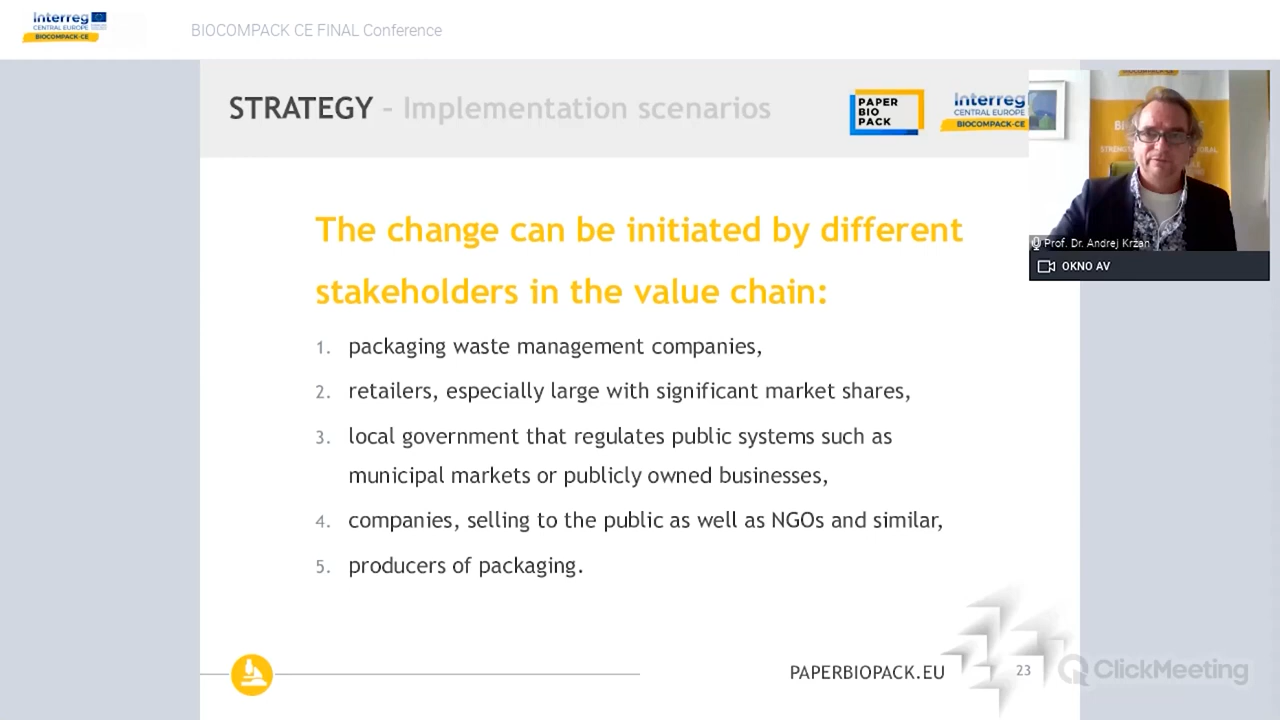 Interreg
CENTRAL EUROPE
BIOCOMPACK-CE
BIOCOMPACK CE FINAL Conference
STRATEGY – Implementation scenarios
PAPER
BIO
PACK
Interreg
CENTRAL EUROPE
BIOCOMPACK-CE
Prof. Dr. Andrej Kržan
OKNO AV
The change can be initiated by different
stakeholders in the value chain:
1. packaging waste management companies,
2. retailers, especially large with significant market shares,
3. local government that regulates public systems such as
municipal markets or publicly owned businesses,
4. companies, selling to the public as well as NGOs and similar,
5. producers of packaging.
PAPERBIOPACK.EU
23
ClickMeeting